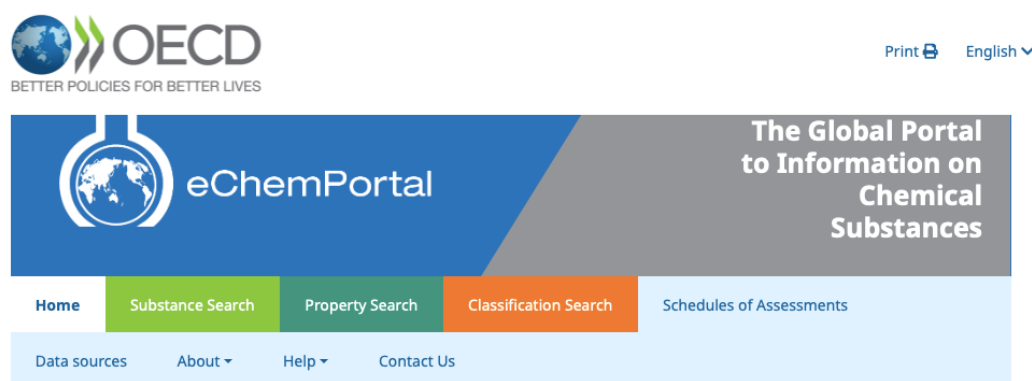 OECD
BETTER POLICIES FOR BETTER LIVES
Print English
eChemPortal
The Global Portal
to Information on
Chemical
Substances
Home Substance Search Property Search Classification Search Schedules of Assessments
Data sources About Help Contact Us